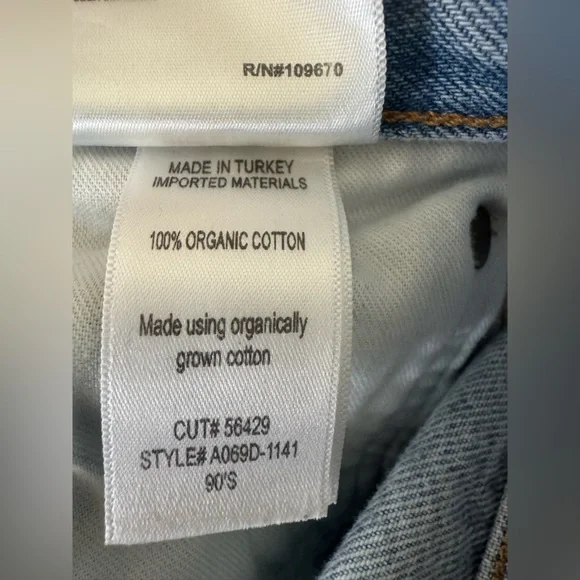 R/N#109670
MADE IN TURKEY
IMPORTED MATERIALS
100% ORGANIC COTTON
Made using organically
grown cotton
CUT# 56429
STYLE# A069D-1141
90'S